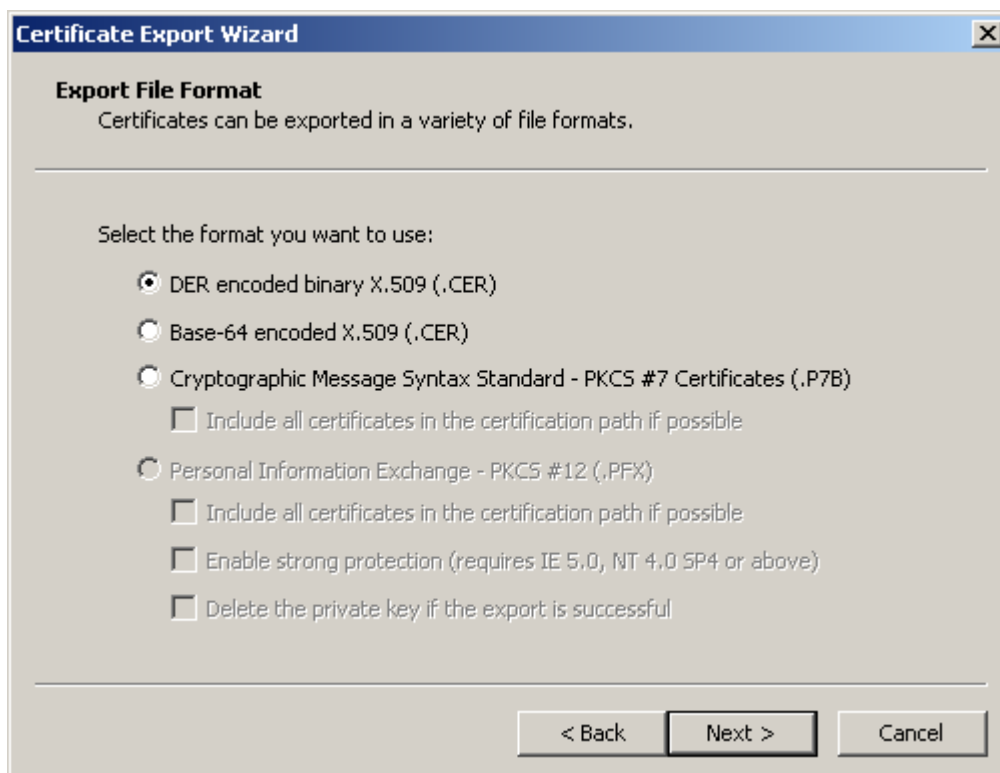 Certificate Export Wizard
Export File Format
Certificates can be exported in a variety of file formats.
Select the format you want to use:
DER encoded binary X.509 (.CER)
Base-64 encoded X.509 (.CER)
Cryptographic Message Syntax Standard - PKCS #7 Certificates (.P7B)
Include all certificates in the certification path if possible
Personal Information Exchange - PKCS #12 (.PFX)
Include all certificates in the certification path if possible
Enable strong protection (requires IE 5.0, NT 4.0 SP4 or above)
Delete the private key if the export is successful
< Back Next > Cancel